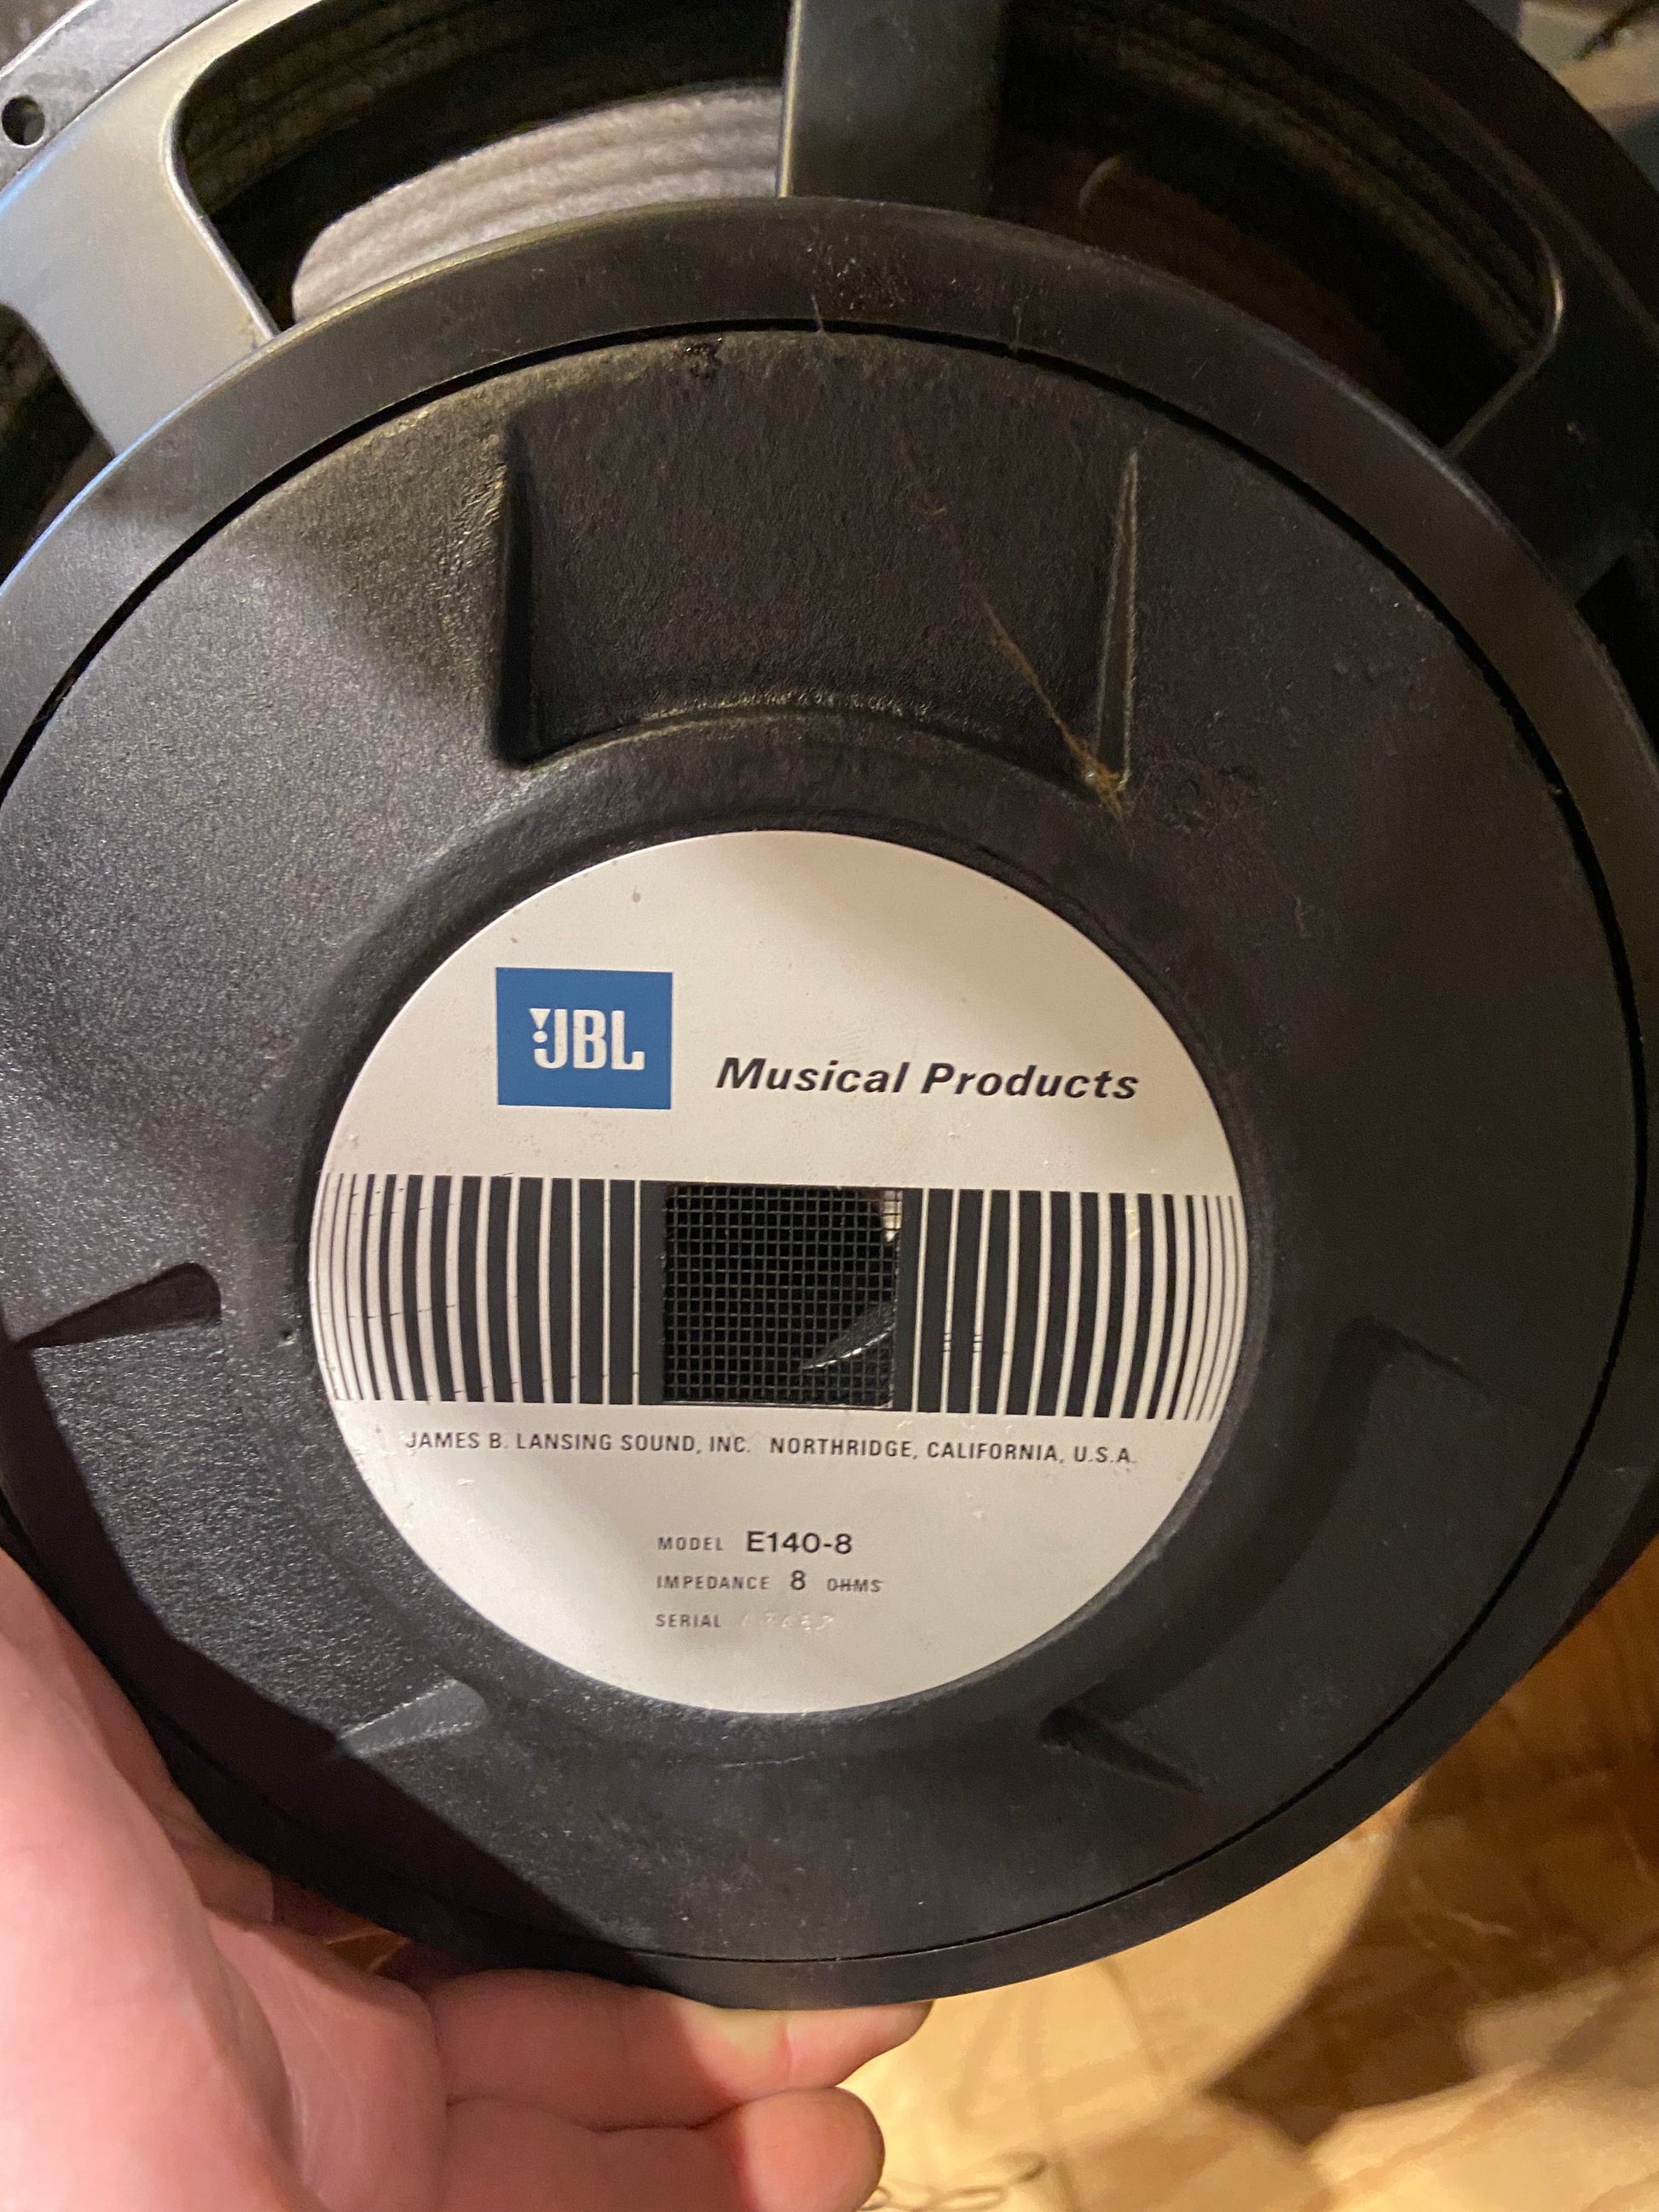 JBL
Musical Products
JAMES B. LANSING SOUND, INC. NORTHRIDGE, CALIFORNIA, U.S.A.
MODEL E140-8
IMPEDANCE 8 OHMS
SERIAL